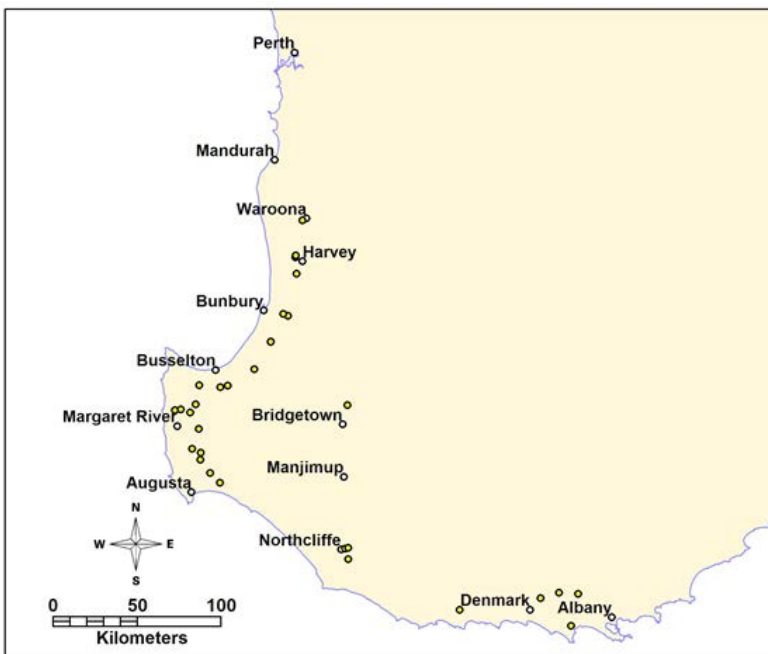 Perth
Mandurah
Waroona
Harvey
Bunbury
Busselton
Margaret River
Bridgetown
Manjimup
Augusta
N
W E
S
Northcliffe
Denmark
Albany
0 50 100
Kilometers